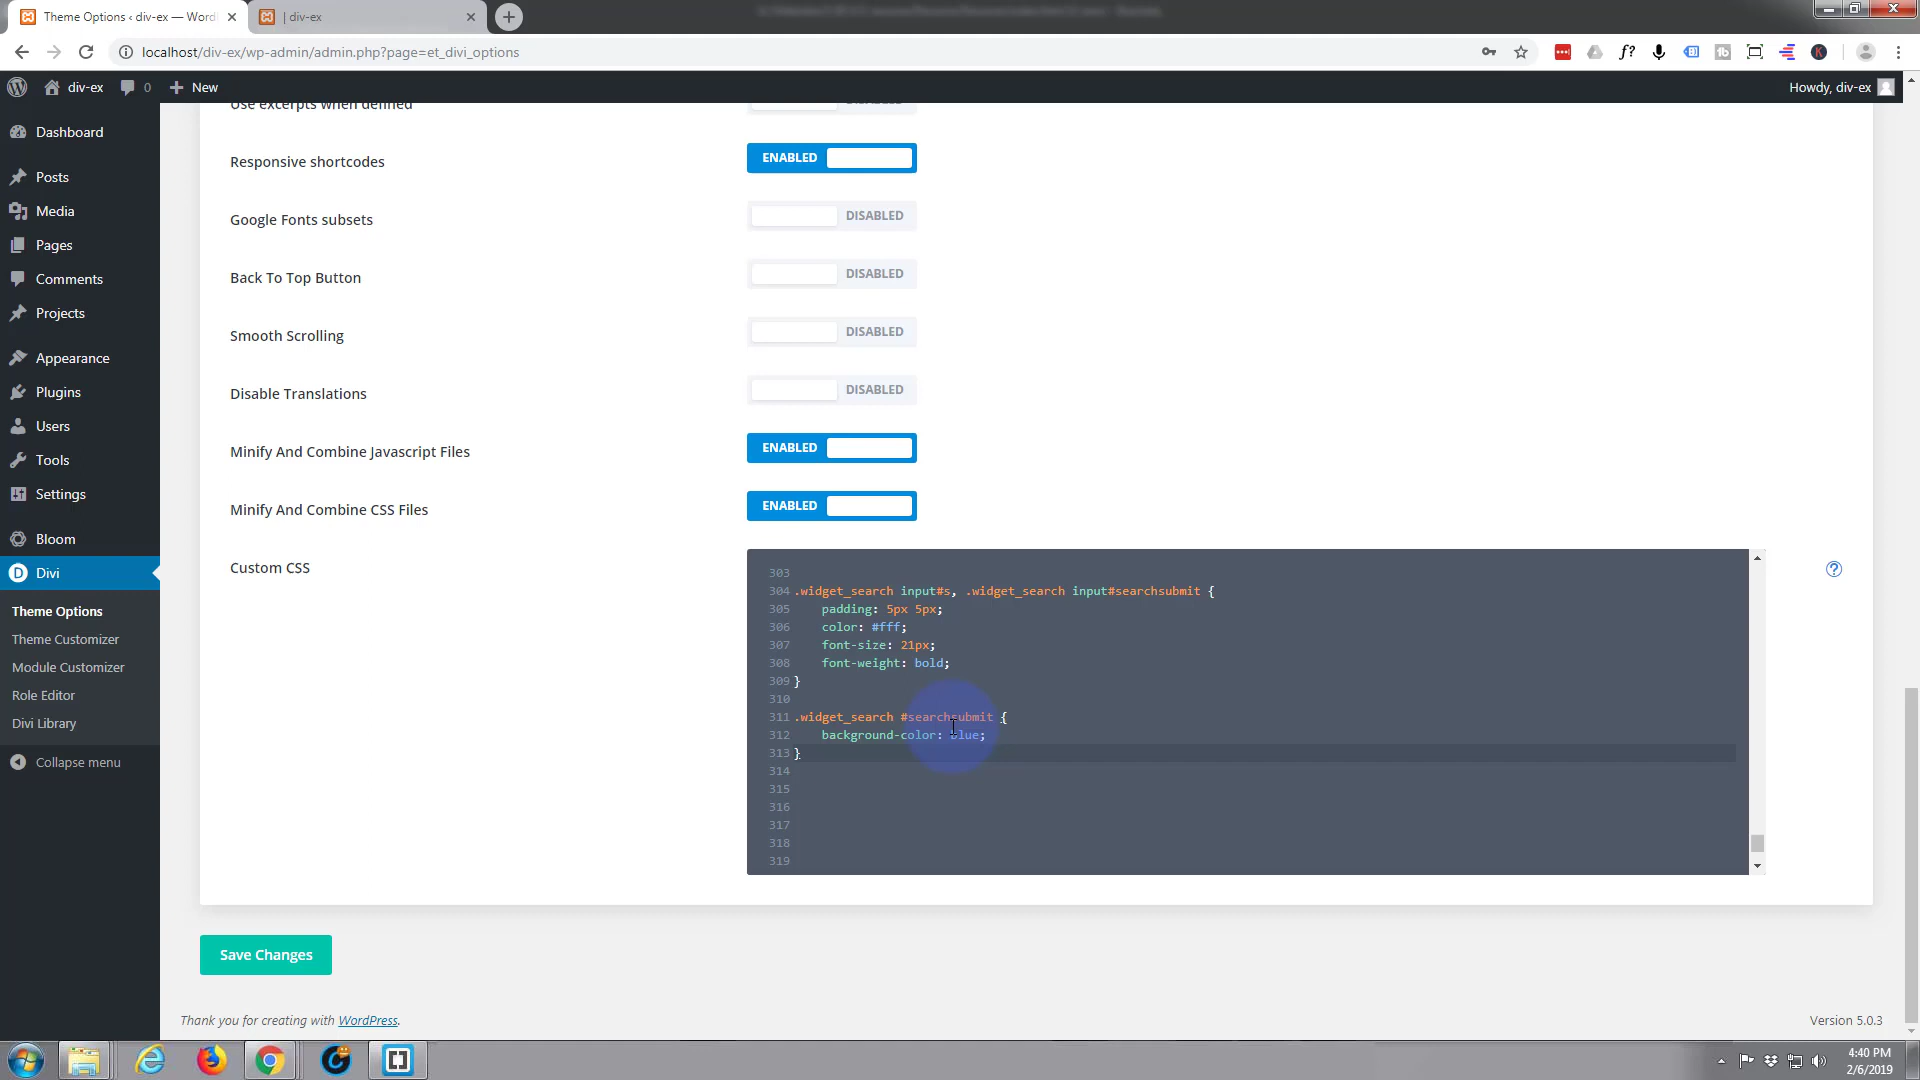 Theme Options ‹ div-ex — Word
| div-ex
localhost/div-ex/wp-admin/admin.php?page=et_divi_options
div-ex
0
New
Howdy, div-ex
Dashboard
Posts
Media
Pages
Comments
Projects
Appearance
Plugins
Users
Tools
Settings
Bloom
Divi
Theme Options
Theme Customizer
Module Customizer
Role Editor
Divi Library
Collapse menu
Use excerpts when defined
DISABLED
Responsive shortcodes
ENABLED
Google Fonts subsets
DISABLED
Back To Top Button
DISABLED
Smooth Scrolling
DISABLED
Disable Translations
DISABLED
Minify And Combine Javascript Files
ENABLED
Minify And Combine CSS Files
ENABLED
Custom CSS
303
304 .widget_search input#s, .widget_search input#searchsubmit {
305 padding: 5px 5px;
306 color: #fff;
307 font-size: 21px;
308 font-weight: bold;
309 }
310
311 .widget_search #searchsubmit {
312 background-color: blue;
313 }
314
315
316
317
318
319
Save Changes
Thank you for creating with WordPress.
Version 5.0.3
4:40 PM
2/6/2019